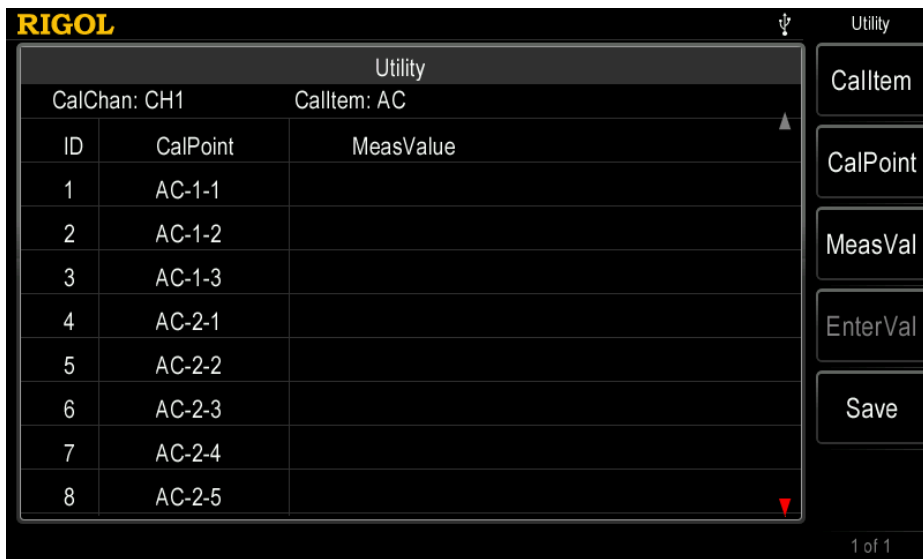 RIGOL Utility
Utility
CalChan: CH1 CalItem: AC
ID CalPoint MeasValue
1 AC-1-1
2 AC-1-2
3 AC-1-3
4 AC-2-1
5 AC-2-2
6 AC-2-3
7 AC-2-4
8 AC-2-5
CalItem
CalPoint
MeasVal
EnterVal
Save
1 of 1